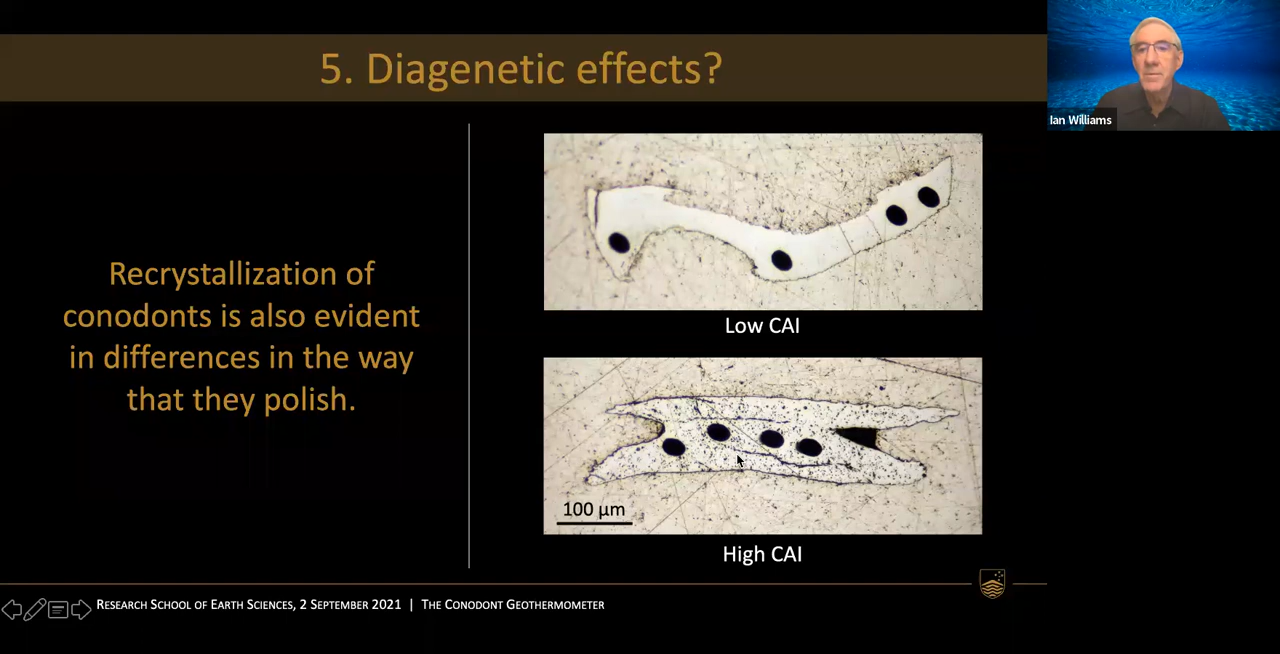 5. Diagenetic effects?
Ian Williams
Recrystallization of
conodonts is also evident
in differences in the way
that they polish.
Low CAI
100 µm
High CAI
RESEARCH SCHOOL OF EARTH SCIENCES, 2 SEPTEMBER 2021 | THE CONODONT GEOTHERMOMETER